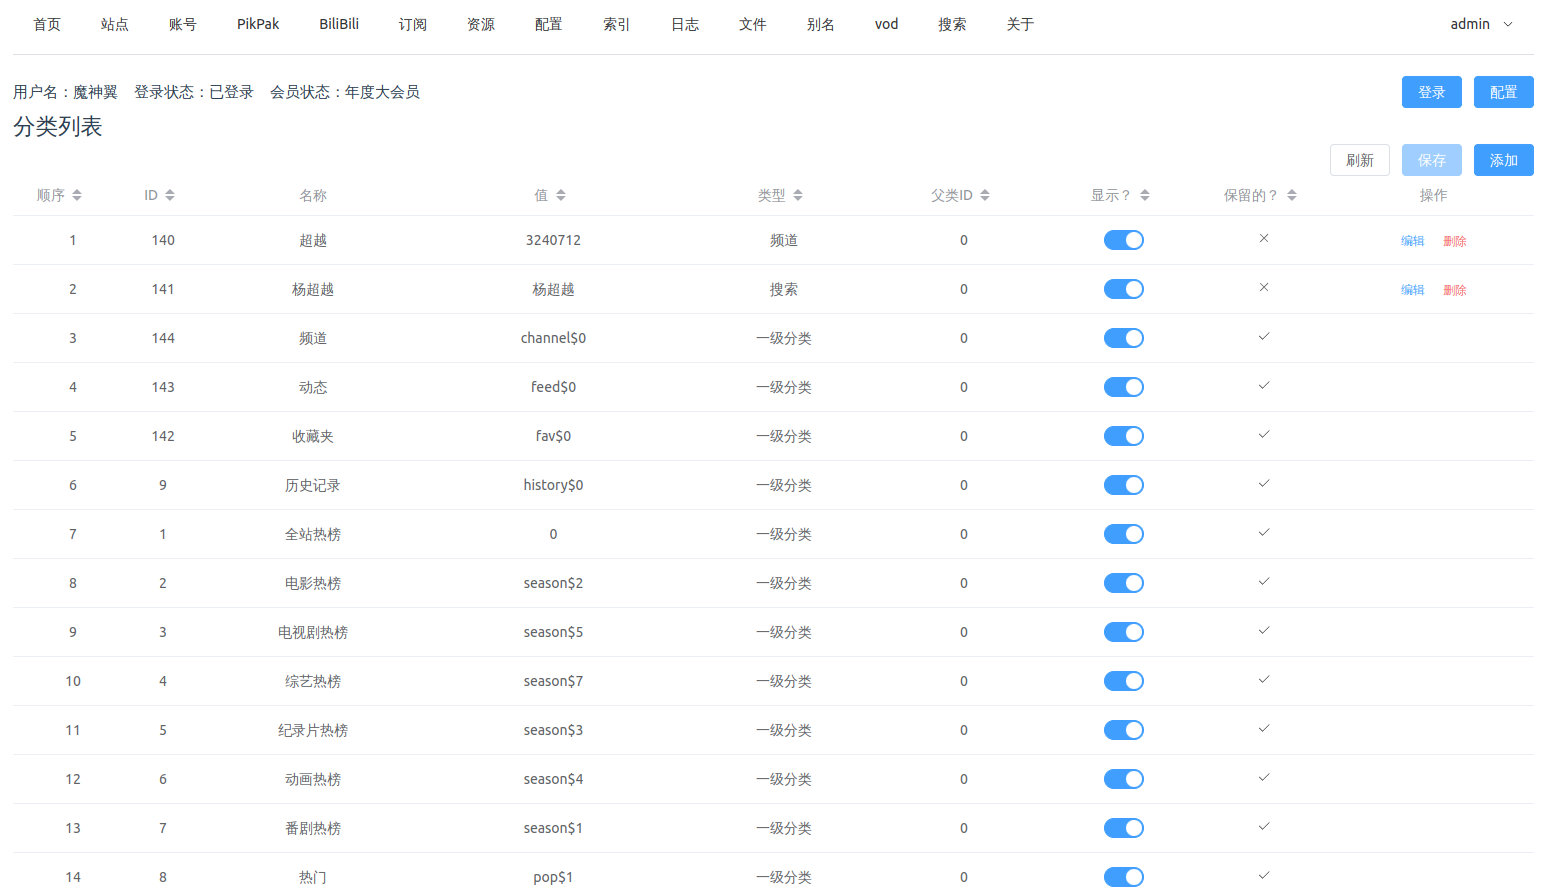 首页 站点 账号 PikPak BiliBili 订阅 资源 配置 索引 日志 文件 别名 vod 搜索 关于 admin
用户名：魔神翼 登录状态：已登录 会员状态：年度大会员 登录 配置
分类列表
刷新 保存 添加
顺序 ID 名称 值 类型 父类ID 显示？ 保留的？ 操作
1 140 超越 3240712 频道 0 编辑 删除
2 141 杨超越 杨超越 搜索 0 编辑 删除
3 144 频道 channel$0 一级分类 0
4 143 动态 feed$0 一级分类 0
5 142 收藏夹 fav$0 一级分类 0
6 9 历史记录 history$0 一级分类 0
7 1 全站热榜 0 一级分类 0
8 2 电影热榜 season$2 一级分类 0
9 3 电视剧热榜 season$5 一级分类 0
10 4 综艺热榜 season$7 一级分类 0
11 5 纪录片热榜 season$3 一级分类 0
12 6 动画热榜 season$4 一级分类 0
13 7 番剧热榜 season$1 一级分类 0
14 8 热门 pop$1 一级分类 0